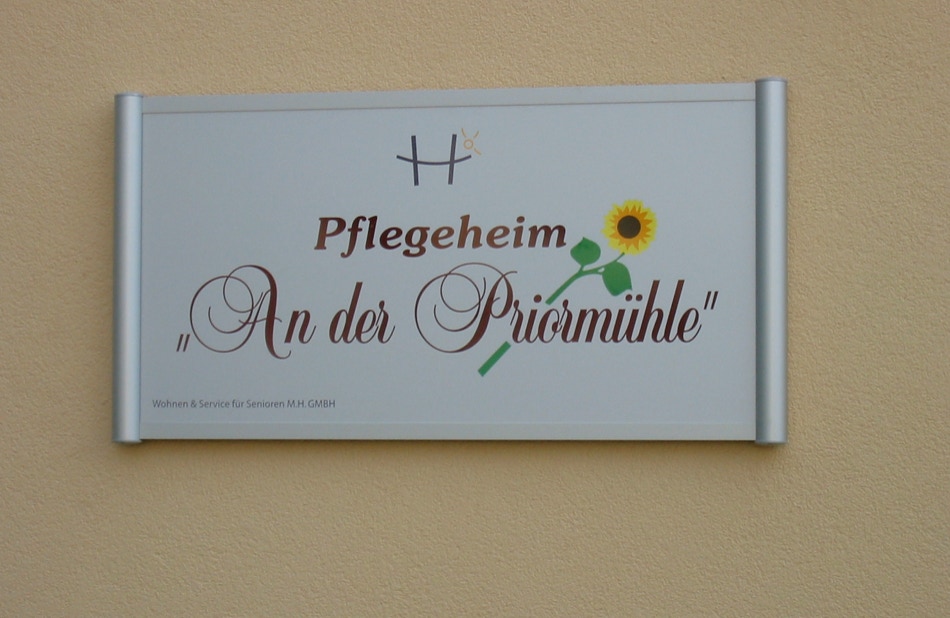 H
Pflegeheim
„An der Priormühle"
Wohnen & Service für Senioren M.H. GMBH